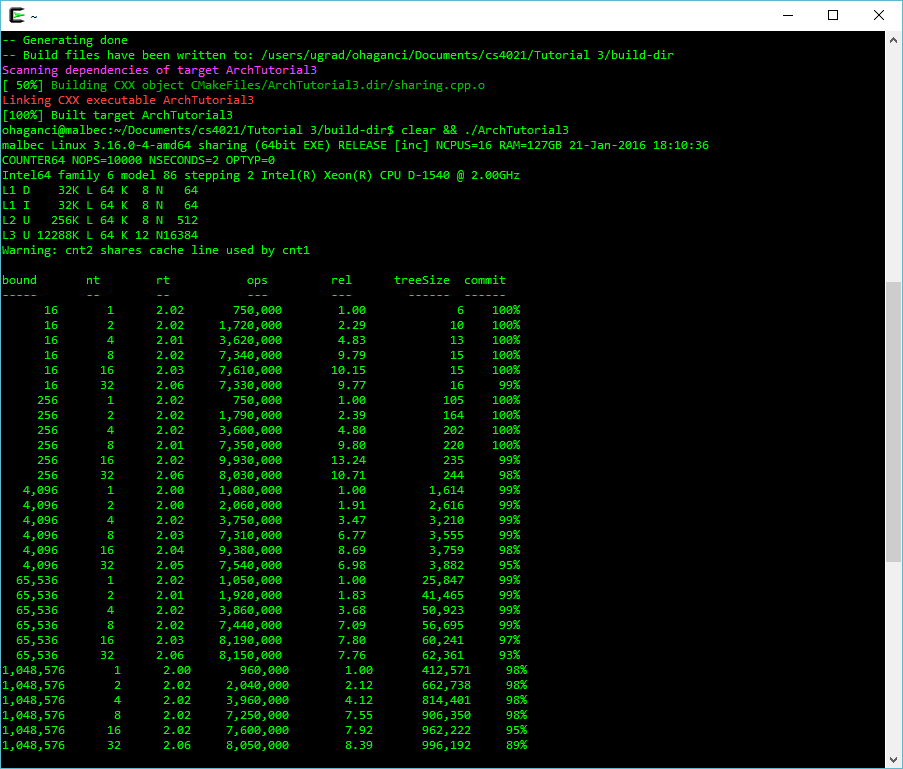 ~
-- Generating done
-- Build files have been written to: /users/ugrad/ohaganci/Documents/cs4021/Tutorial 3/build-dir
Scanning dependencies of target ArchTutorial3
[ 50%] Building CXX object CMakeFiles/ArchTutorial3.dir/sharing.cpp.o
Linking CXX executable ArchTutorial3
[100%] Built target ArchTutorial3
ohaganci@malbec:~/Documents/cs4021/Tutorial 3/build-dir$ clear && ./ArchTutorial3
malbec Linux 3.16.0-4-amd64 sharing (64bit EXE) RELEASE [inc] NCPUS=16 RAM=127GB 21-Jan-2016 18:10:36
COUNTER64 NOPS=10000 NSECONDS=2 OPTYP=0
Intel64 family 6 model 86 stepping 2 Intel(R) Xeon(R) CPU D-1540 @ 2.00GHz
L1 D    32K L 64 K  8 N   64
L1 I    32K L 64 K  8 N   64
L2 U   256K L 64 K  8 N  512
L3 U 12288K L 64 K 12 N16384
Warning: cnt2 shares cache line used by cnt1
bound       nt        rt           ops         rel      treeSize  commit
-----       --        --           ---         ---        ------  ------
16       1      2.02       750,000       1.00             6    100%
16       2      2.02     1,720,000       2.29            10    100%
16       4      2.01     3,620,000       4.83            13    100%
16       8      2.02     7,340,000       9.79            15    100%
16      16      2.03     7,610,000      10.15            15    100%
16      32      2.06     7,330,000       9.77            16     99%
256       1      2.02       750,000       1.00           105    100%
256       2      2.02     1,790,000       2.39           164    100%
256       4      2.02     3,600,000       4.80           202    100%
256       8      2.01     7,350,000       9.80           220    100%
256      16      2.02     9,930,000      13.24           235     99%
256      32      2.06     8,030,000      10.71           244     98%
4,096       1      2.00     1,080,000       1.00         1,614     99%
4,096       2      2.00     2,060,000       1.91         2,616     99%
4,096       4      2.02     3,750,000       3.47         3,210     99%
4,096       8      2.03     7,310,000       6.77         3,555     99%
4,096      16      2.04     9,380,000       8.69         3,759     98%
4,096      32      2.05     7,540,000       6.98         3,882     95%
65,536       1      2.02     1,050,000       1.00        25,847     99%
65,536       2      2.01     1,920,000       1.83        41,465     99%
65,536       4      2.02     3,860,000       3.68        50,923     99%
65,536       8      2.02     7,440,000       7.09        56,695     99%
65,536      16      2.03     8,190,000       7.80        60,241     97%
65,536      32      2.06     8,150,000       7.76        62,361     93%
1,048,576       1      2.00       960,000       1.00       412,571     98%
1,048,576       2      2.02     2,040,000       2.12       662,738     98%
1,048,576       4      2.02     3,960,000       4.12       814,401     98%
1,048,576       8      2.02     7,250,000       7.55       906,350     98%
1,048,576      16      2.02     7,600,000       7.92       962,222     95%
1,048,576      32      2.06     8,050,000       8.39       996,192     89%